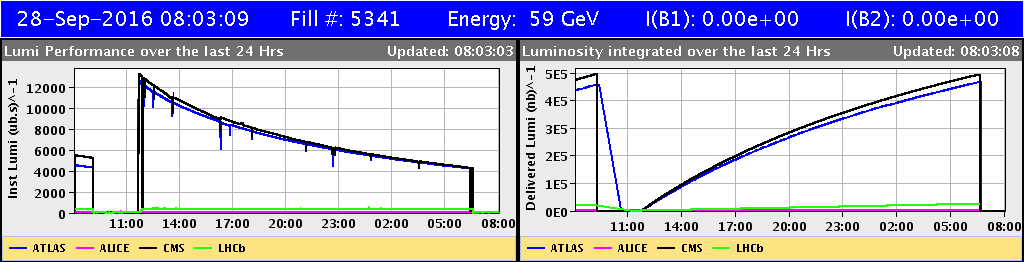 28-Sep-2016 08:03:09 Fill #: 5341 Energy: 59 GeV I(B1): 0.00e+00 I(B2): 0.00e+00
Lumi Performance over the last 24 Hrs Updated: 08:03:03
Inst Lumi (ub.s)^-1
12000
10000
8000
6000
4000
2000
0
11:00 14:00 17:00 20:00 23:00 02:00 05:00 08:00
ATLAS ALICE CMS LHCb
Luminosity integrated over the last 24 Hrs Updated: 08:03:08
Delivered Lumi (nb)^-1
5E5
4E5
3E5
2E5
1E5
0E0
11:00 14:00 17:00 20:00 23:00 02:00 05:00 08:00
ATLAS ALICE CMS LHCb